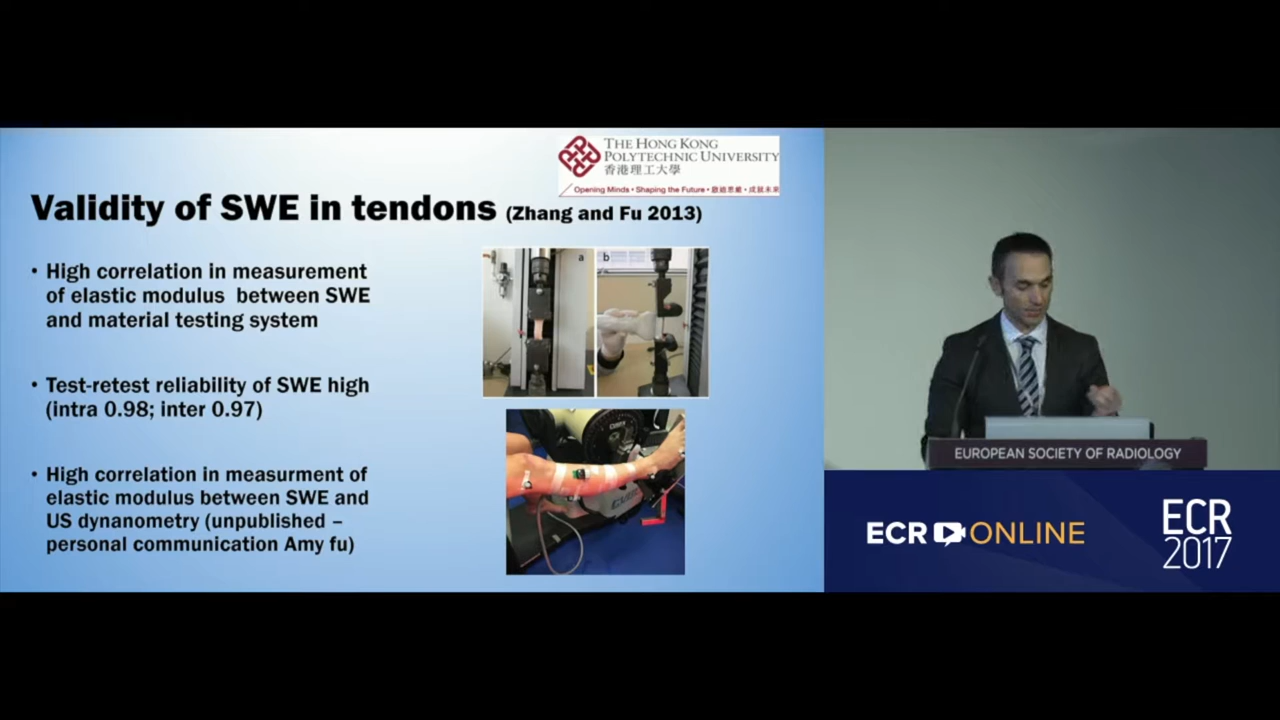 THE HONG KONG
POLYTECHNIC UNIVERSITY
香港理工大學
Opening Minds • Shaping the Future • 啟迪思維 • 成就未來
Validity of SWE in tendons (Zhang and Fu 2013)
• High correlation in measurement
of elastic modulus between SWE
and material testing system
• Test-retest reliability of SWE high
(intra 0.98; inter 0.97)
• High correlation in measurment of
elastic modulus between SWE and
US dynanometry (unpublished –
personal communication Amy fu)
a
b
EUROPEAN SOCIETY OF RADIOLOGY
ECR ONLINE
ECR
2017